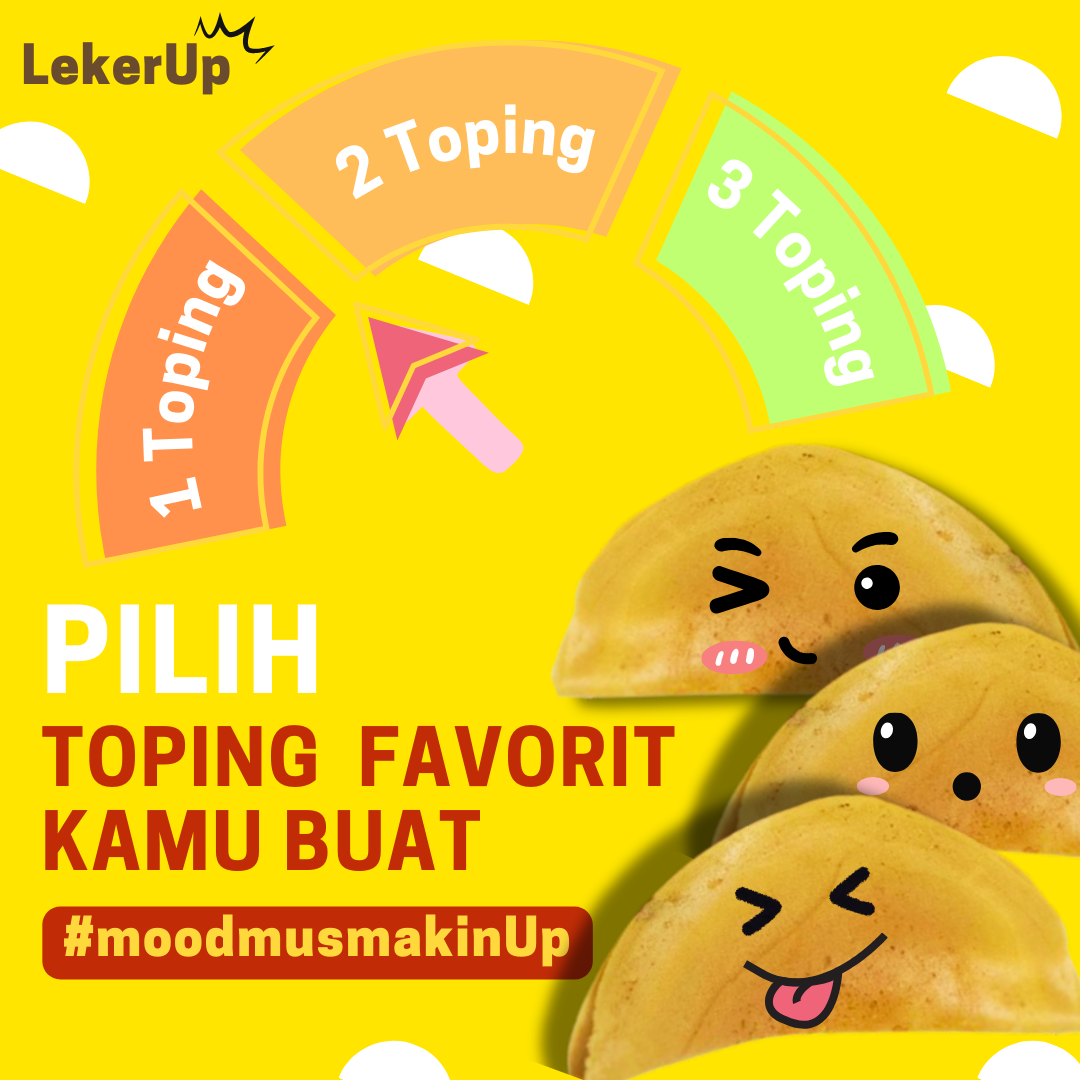 LekerUp
1 Toping
2 Toping
3 Toping
PILIH
TOPING FAVORIT
KAMU BUAT
#moodmusmakinUp